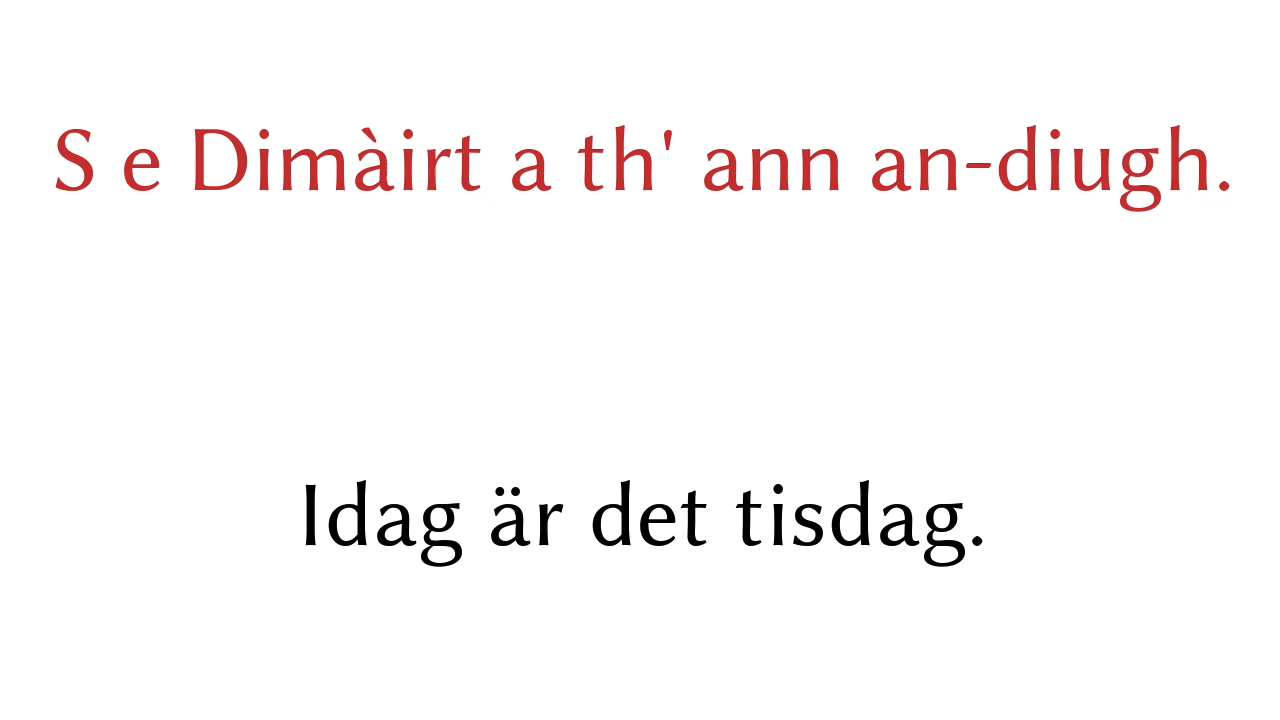 S e Dimàirt a th' ann an-diugh.
Idag är det tisdag.